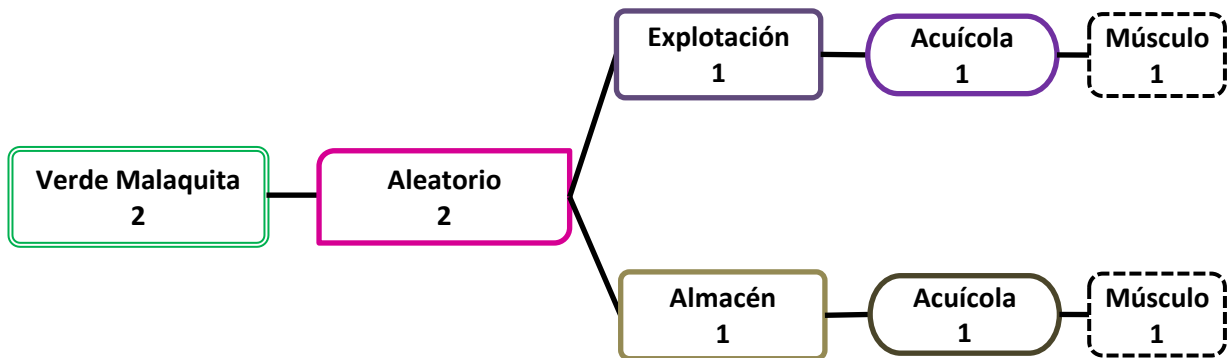 Verde Malaquita
2
Aleatorio
2
Explotación
1
Acuícola
1
Músculo
1
Almacén
1
Acuícola
1
Músculo
1